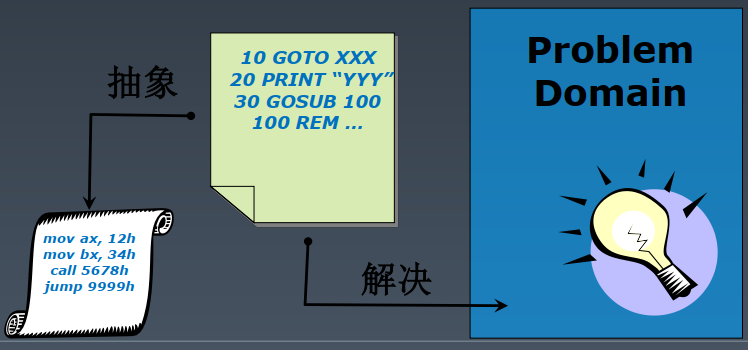 抽象
10 GOTO XXX
20 PRINT “YYY”
30 GOSUB 100
100 REM ...
Problem
Domain
mov ax, 12h
mov bx, 34h
call 5678h
jump 9999h
解决